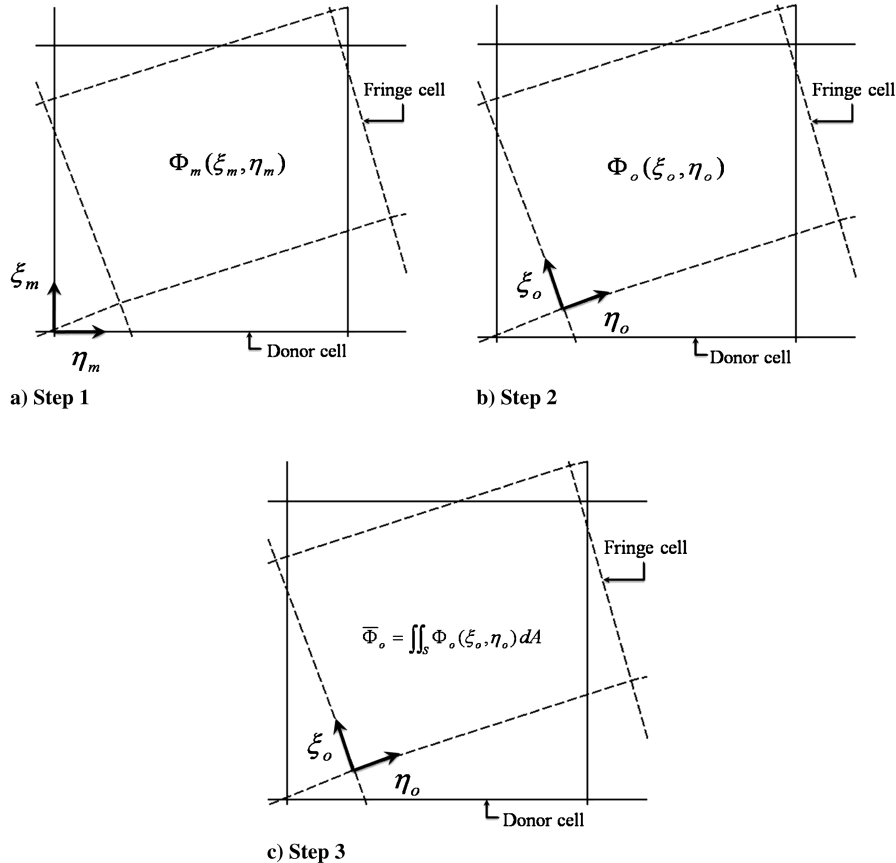 Fringe cell
Φₘ(ξₘ,ηₘ)
ξₘ
ηₘ
Donor cell
a) Step 1
Fringe cell
Φₒ(ξₒ,ηₒ)
ξₒ
ηₒ
Donor cell
b) Step 2
Fringe cell
Φ̅ₒ = ∬ₛ Φₒ(ξₒ,ηₒ) dA
ξₒ
ηₒ
Donor cell
c) Step 3